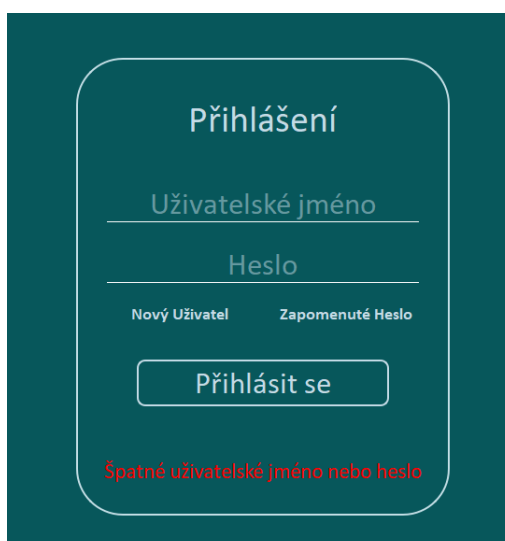 Přihlášení
Uživatelské jméno
Heslo
Nový Uživatel Zapomenuté Heslo
Přihlásit se
Špatné uživatelské jméno nebo heslo